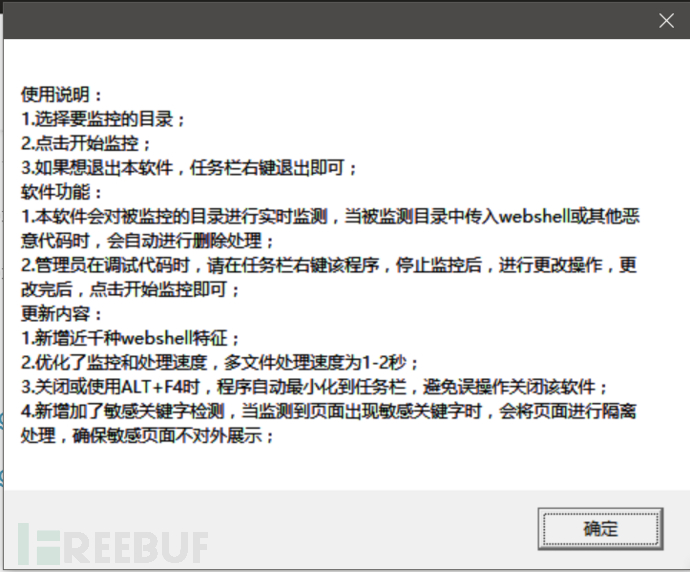 使用说明：
1.选择要监控的目录；
2.点击开始监控；
3.如果想退出本软件，任务栏右键退出即可；
软件功能：
1.本软件会对被监控的目录进行实时监测，当被监测目录中传入webshell或其他恶
意代码时，会自动进行删除处理；
2.管理员在调试代码时，请在任务栏右键该程序，停止监控后，进行更改操作，更
改完后，点击开始监控即可；
更新内容：
1.新增近千种webshell特征；
2.优化了监控和处理速度，多文件处理速度为1-2秒；
3.关闭或使用ALT+F4时，程序自动最小化到任务栏，避免误操作关闭该软件；
4.新增加了敏感关键字检测，当监测到页面出现敏感关键字时，会将页面进行隔离
处理，确保敏感页面不对外展示；
确定
FREEBUF